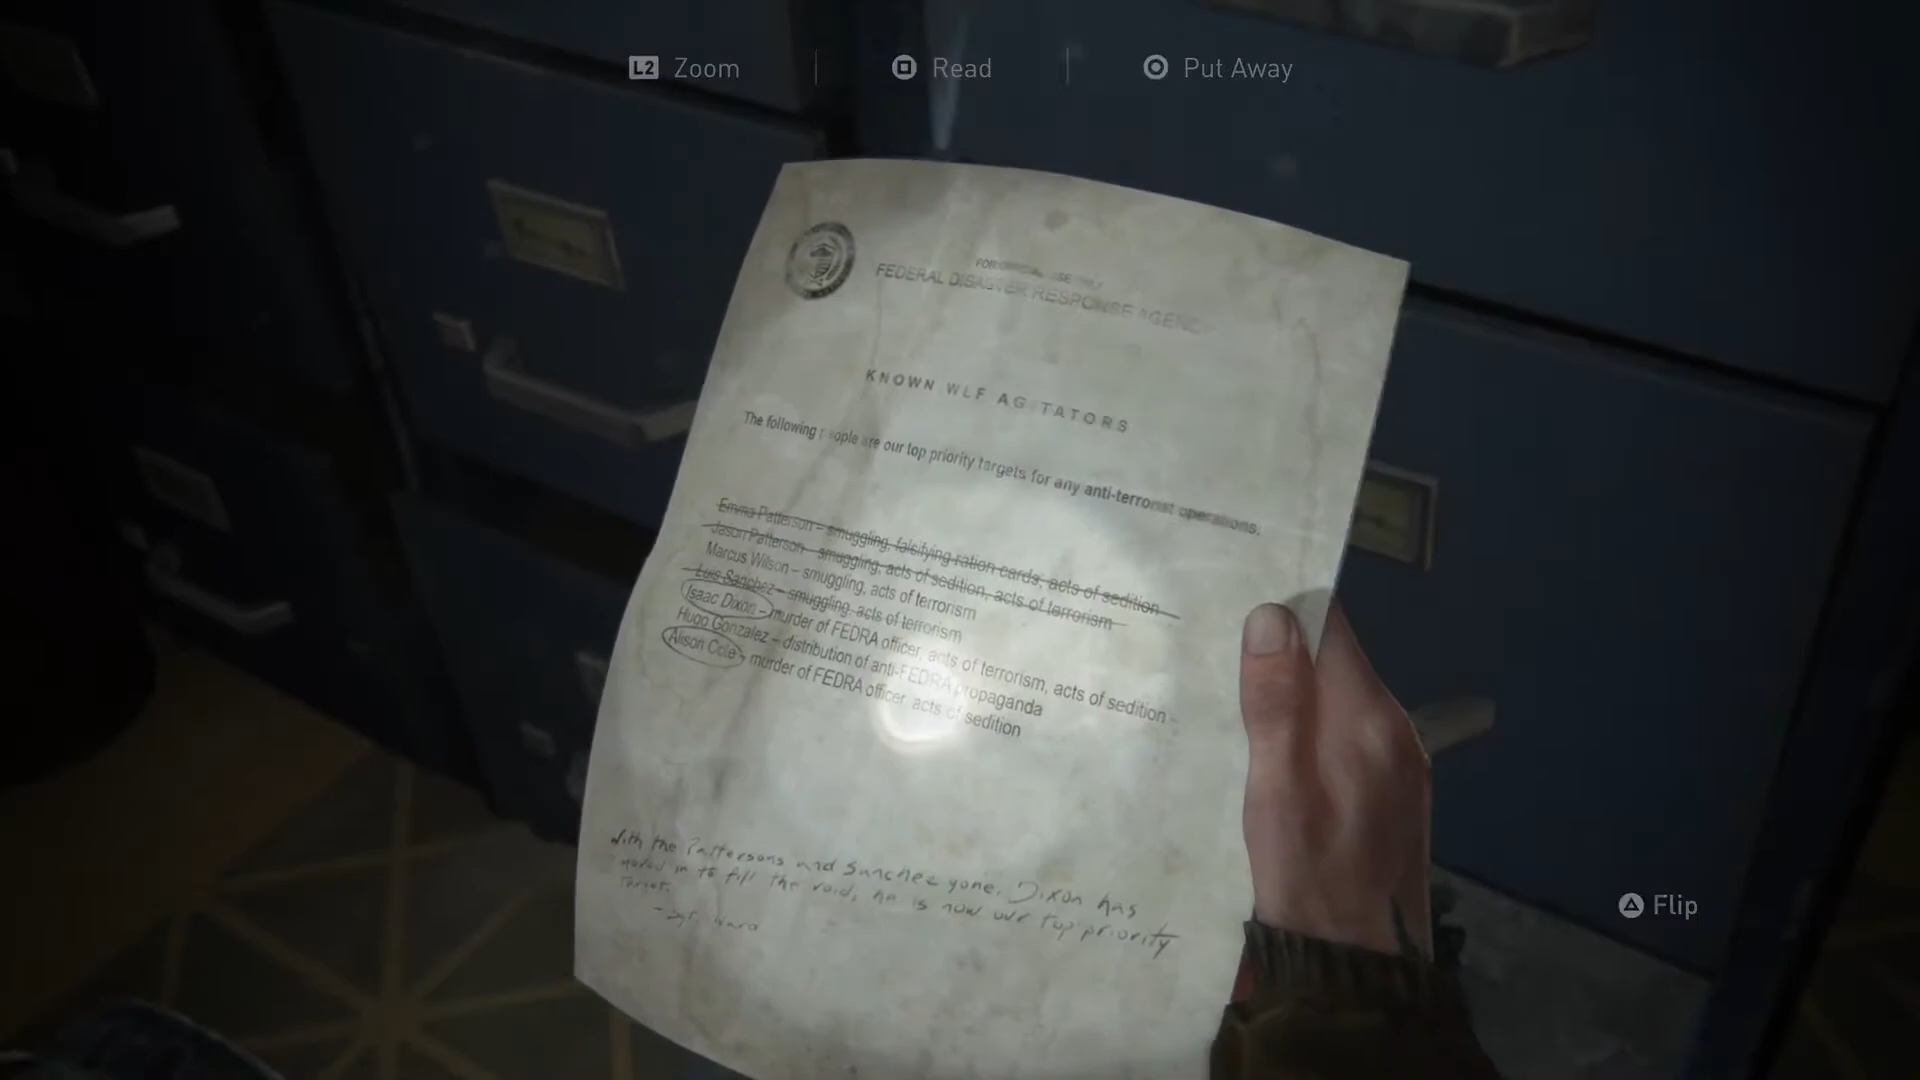 L2 Zoom | Read | Put Away
FOR OFFICIAL USE ONLY
FEDERAL DISASTER RESPONSE AGENCY
KNOWN WLF AGITATORS
The following people are our top priority targets for any anti-terrorist operations.
Emma Patterson – smuggling, falsifying ration cards, acts of sedition
Jason Patterson – smuggling, acts of sedition, acts of terrorism
Marcus Wilson – smuggling, acts of terrorism
Luis Sanchez – smuggling, acts of terrorism
Isaac Dixon – murder of FEDRA officer, acts of terrorism, acts of sedition –
Hugo Gonzalez – distribution of anti-FEDRA propaganda
Alison Cole – murder of FEDRA officer, acts of sedition
With the Pattersons and Sanchez gone, Dixon has
moved in to fill the void, he is now our top priority
target.
- Sgt. Ward
Flip